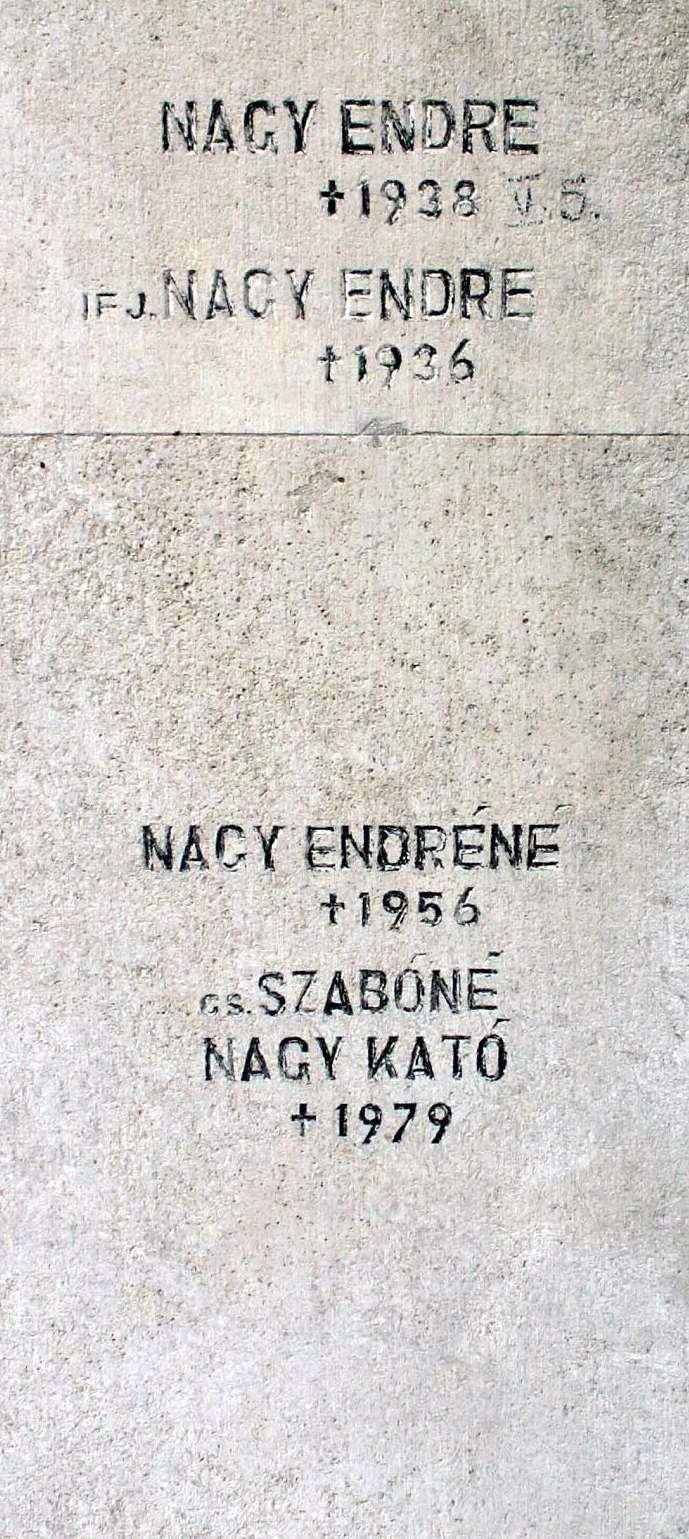 NAGY ENDRE
†1938 V.5.
IFJ. NAGY ENDRE
†1936
NAGY ENDRÉNÉ
†1956
CS. SZABÓNÉ
NAGY KATÓ
†1979